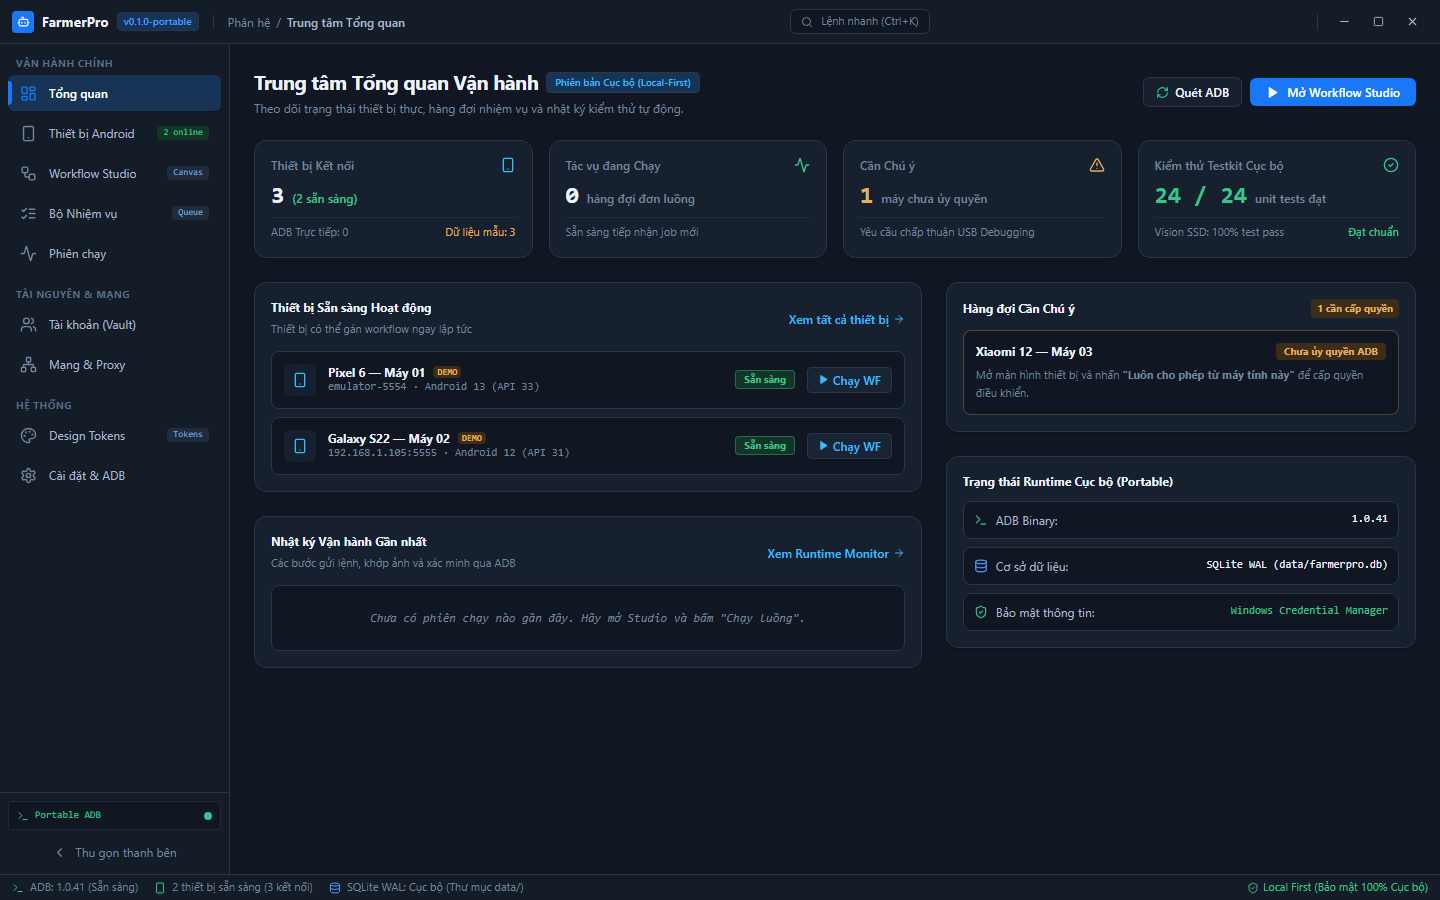 FarmerPro v0.1.0-portable Phân hệ / Trung tâm Tổng quan Lệnh nhanh (Ctrl+K)
VẬN HÀNH CHÍNH
Tổng quan
Thiết bị Android 2 online
Workflow Studio Canvas
Bộ Nhiệm vụ Queue
Phiên chạy
TÀI NGUYÊN & MẠNG
Tài khoản (Vault)
Mạng & Proxy
HỆ THỐNG
Design Tokens Tokens
Cài đặt & ADB
Portable ADB
Thu gọn thanh bên
Trung tâm Tổng quan Vận hành Phiên bản Cục bộ (Local-First)
Theo dõi trạng thái thiết bị thực, hàng đợi nhiệm vụ và nhật ký kiểm thử tự động.
Quét ADB
Mở Workflow Studio
Thiết bị Kết nối
3 (2 sẵn sàng)
ADB Trực tiếp: 0 Dữ liệu mẫu: 3
Tác vụ đang Chạy
0 hàng đợi đơn luồng
Sẵn sàng tiếp nhận job mới
Cần Chú ý
1 máy chưa ủy quyền
Yêu cầu chấp thuận USB Debugging
Kiểm thử Testkit Cục bộ
24 / 24 unit tests đạt
Vision SSD: 100% test pass Đạt chuẩn
Thiết bị Sẵn sàng Hoạt động
Thiết bị có thể gán workflow ngay lập tức
Xem tất cả thiết bị →
Pixel 6 — Máy 01 DEMO
emulator-5554 · Android 13 (API 33)
Sẵn sàng Chạy WF
Galaxy S22 — Máy 02 DEMO
192.168.1.105:5555 · Android 12 (API 31)
Sẵn sàng Chạy WF
Nhật ký Vận hành Gần nhất
Các bước gửi lệnh, khớp ảnh và xác minh qua ADB
Xem Runtime Monitor →
Chưa có phiên chạy nào gần đây. Hãy mở Studio và bấm "Chạy luồng".
Hàng đợi Cần Chú ý 1 cần cấp quyền
Xiaomi 12 — Máy 03 Chưa ủy quyền ADB
Mở màn hình thiết bị và nhấn "Luôn cho phép từ máy tính này" để cấp quyền
điều khiển.
Trạng thái Runtime Cục bộ (Portable)
ADB Binary: 1.0.41
Cơ sở dữ liệu: SQLite WAL (data/farmerpro.db)
Bảo mật thông tin: Windows Credential Manager
ADB: 1.0.41 (Sẵn sàng) 2 thiết bị sẵn sàng (3 kết nối) SQLite WAL: Cục bộ (Thư mục data/) Local First (Bảo mật 100% Cục bộ)